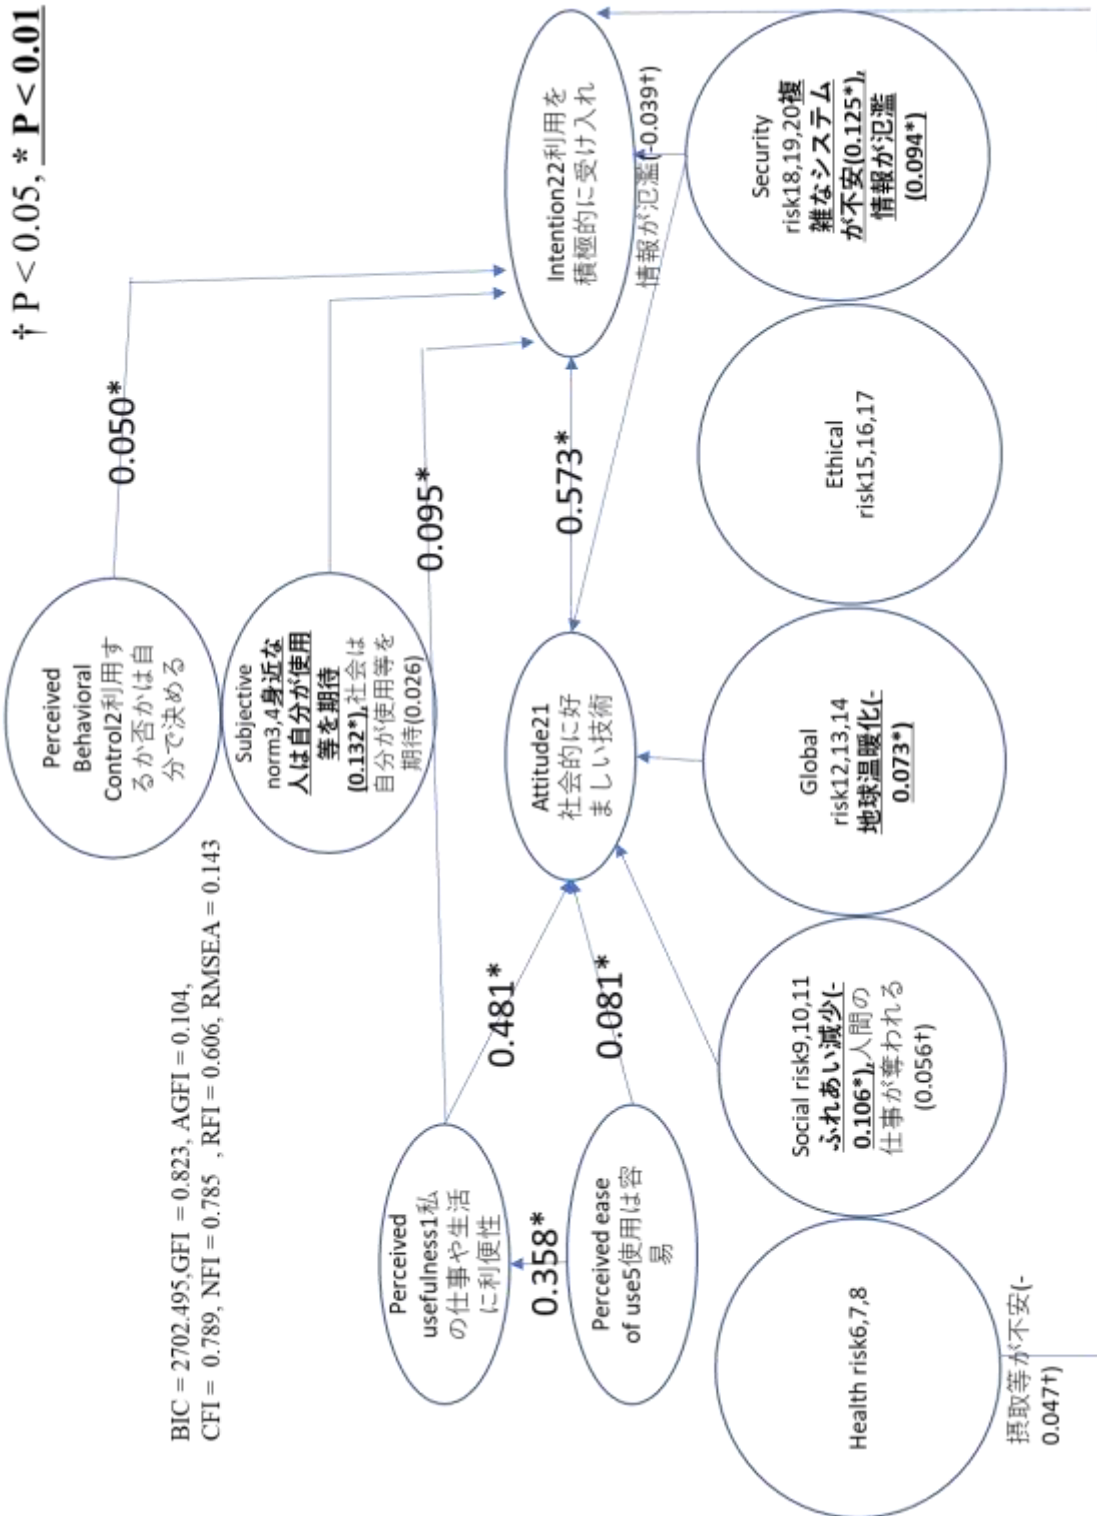 † P < 0.05, * P < 0.01
BIC = 2702.495,GFI = 0.823, AGFI = 0.104,
CFI = 0.789, NFI = 0.785 , RFI = 0.606, RMSEA = 0.143
Perceived
Behavioral
Control2利用す
るか否かは自
分で決める
0.050*
Subjective
norm3,4身近な
人は自分が使用
等を期待
(0.132*),社会は
自分が使用等を
期待(0.026)
0.095*
Perceived
usefulness1私
の仕事や生活
に利便性
0.481*
0.358*
Perceived ease
of use5使用は容
易
0.081*
Attitude21
社会的に好
ましい技術
0.573*
Intention22利用を
積極的に受け入れ
情報が氾濫(-0.039†)
Health risk6,7,8
摂取等が不安(-
0.047†)
Social risk9,10,11
ふれあい減少(-
0.106*),人間の
仕事が奪われる
(0.056†)
Global
risk12,13,14
地球温暖化(-
0.073*)
Ethical
risk15,16,17
Security
risk18,19,20複
雑なシステム
が不安(0.125*),
情報が氾濫
(0.094*)